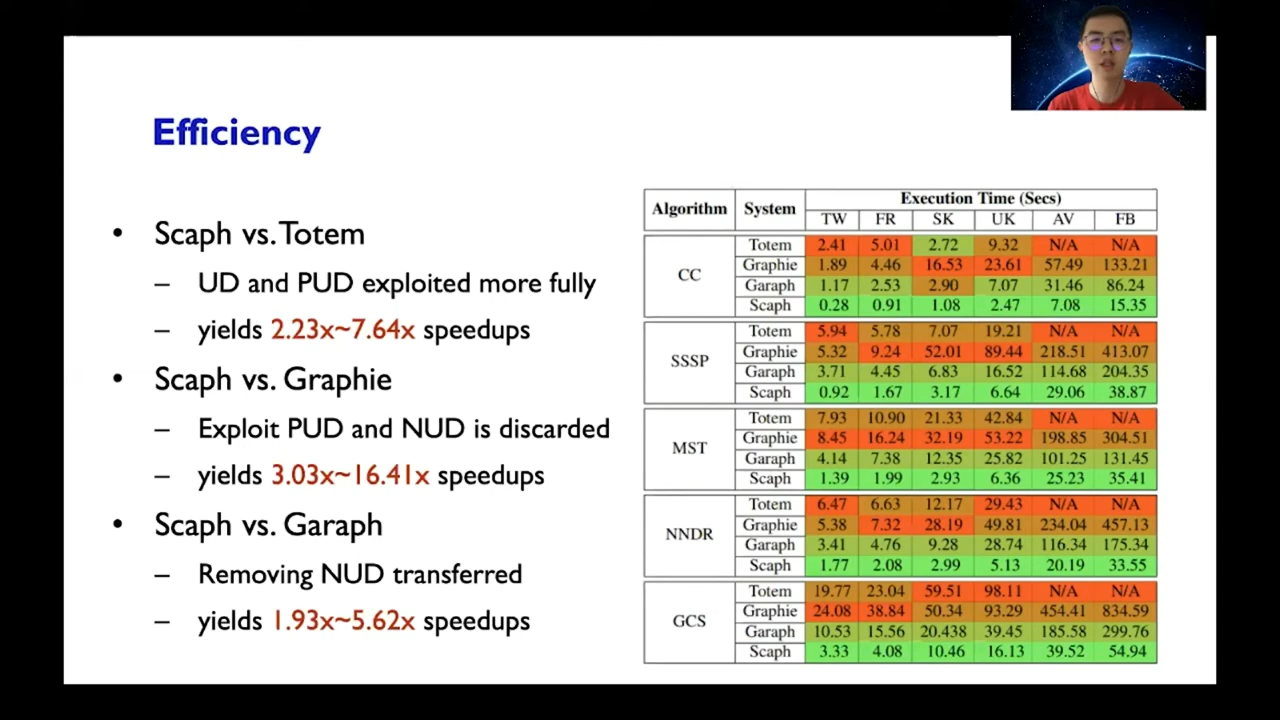 Efficiency
• Scaph vs. Totem
– UD and PUD exploited more fully
– yields 2.23x~7.64x speedups
• Scaph vs. Graphie
– Exploit PUD and NUD is discarded
– yields 3.03x~16.41x speedups
• Scaph vs. Garaph
– Removing NUD transferred
– yields 1.93x~5.62x speedups
Algorithm System Execution Time (Secs)
TW FR SK UK AV FB
CC
Totem 2.41 5.01 2.72 9.32 N/A N/A
Graphie 1.89 4.46 16.53 23.61 57.49 133.21
Garaph 1.17 2.53 2.90 7.07 31.46 86.24
Scaph 0.28 0.91 1.08 2.47 7.08 15.35
SSSP
Totem 5.94 5.78 7.07 19.21 N/A N/A
Graphie 5.32 9.24 52.01 89.44 218.51 413.07
Garaph 3.71 4.45 6.83 16.52 114.68 204.35
Scaph 0.92 1.67 3.17 6.64 29.06 38.87
MST
Totem 7.93 10.90 21.33 42.84 N/A N/A
Graphie 8.45 16.24 32.19 53.22 198.85 304.51
Garaph 4.14 7.38 12.35 25.82 101.25 131.45
Scaph 1.39 1.99 2.93 6.36 25.23 35.41
NNDR
Totem 6.47 6.63 12.17 29.43 N/A N/A
Graphie 5.38 7.32 28.19 49.81 234.04 457.13
Garaph 3.41 4.76 9.28 28.74 116.34 175.34
Scaph 1.77 2.08 2.99 5.13 20.19 33.55
GCS
Totem 19.77 23.04 59.51 98.11 N/A N/A
Graphie 24.08 38.84 50.34 93.29 454.41 834.59
Garaph 10.53 15.56 20.438 39.45 185.58 299.76
Scaph 3.33 4.08 10.46 16.13 39.52 54.94